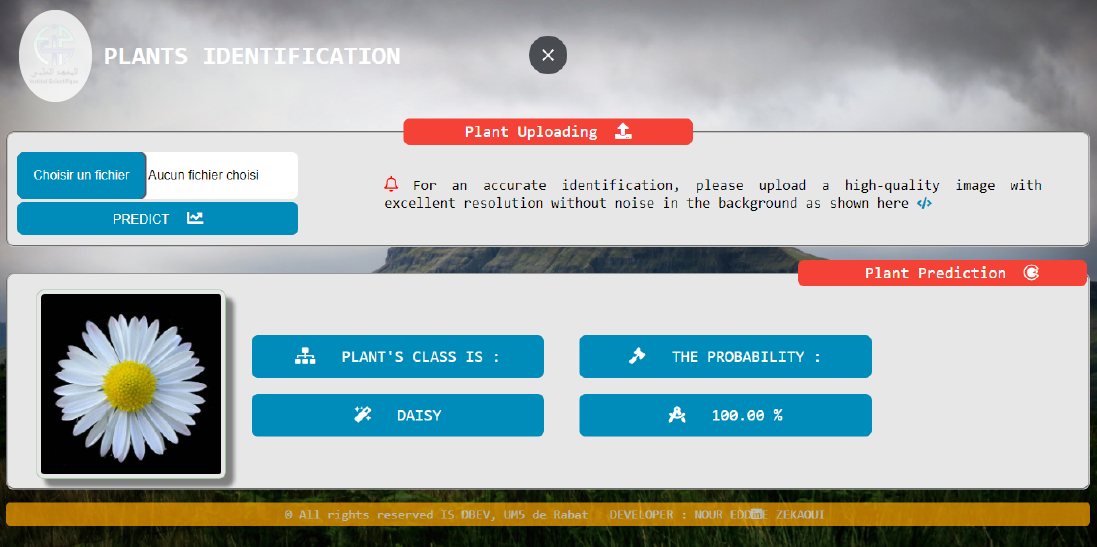 PLANTS IDENTIFICATION
Plant Uploading
Choisir un fichier Aucun fichier choisi
PREDICT
For an accurate identification, please upload a high-quality image with
excellent resolution without noise in the background as shown here </>
Plant Prediction
PLANT'S CLASS IS :
THE PROBABILITY :
DAISY
100.00 %
© All rights reserved IS DBEV, UM5 de Rabat DEVELOPER : NOUR EDDINE ZEKAOUI